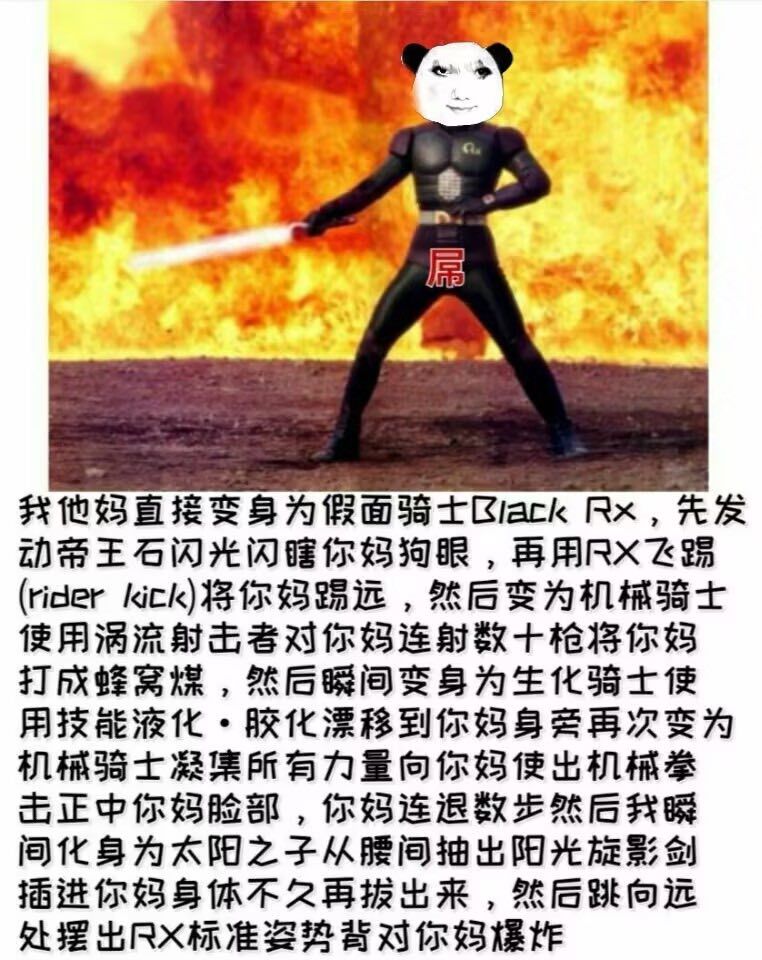 屌
我他妈直接变身为假面骑士Black Rx，先发
动帝王石闪光闪瞎你妈狗眼，再用RX飞踢
(rider kick)将你妈踢远，然后变为机械骑士
使用涡流射击者对你妈连射数十枪将你妈
打成蜂窝煤，然后瞬间变身为生化骑士使
用技能液化·胶化漂移到你妈身旁再次变为
机械骑士凝集所有力量向你妈使出机械拳
击正中你妈脸部，你妈连退数步然后我瞬
间化身为太阳之子从腰间抽出阳光旋影剑
插进你妈身体不久再拔出来，然后跳向远
处摆出RX标准姿势背对你妈爆炸